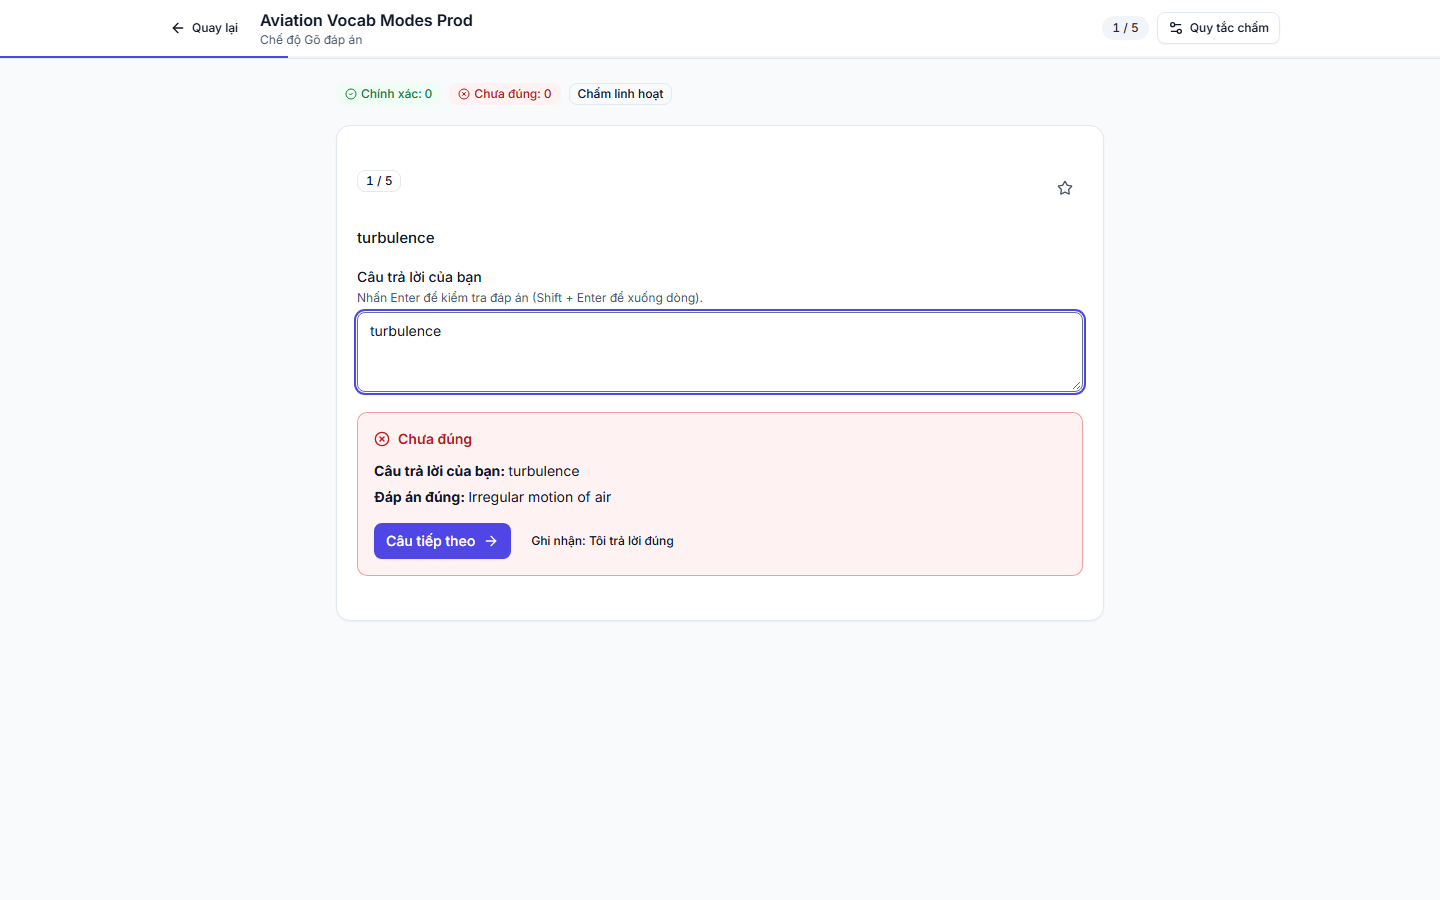 Quay lại
Aviation Vocab Modes Prod
Chế độ Gõ đáp án
1 / 5
Quy tắc chấm
Chính xác: 0
Chưa đúng: 0
Chấm linh hoạt
1 / 5
turbulence
Câu trả lời của bạn
Nhấn Enter để kiểm tra đáp án (Shift + Enter để xuống dòng).
turbulence
Chưa đúng
Câu trả lời của bạn: turbulence
Đáp án đúng: Irregular motion of air
Câu tiếp theo
Ghi nhận: Tôi trả lời đúng